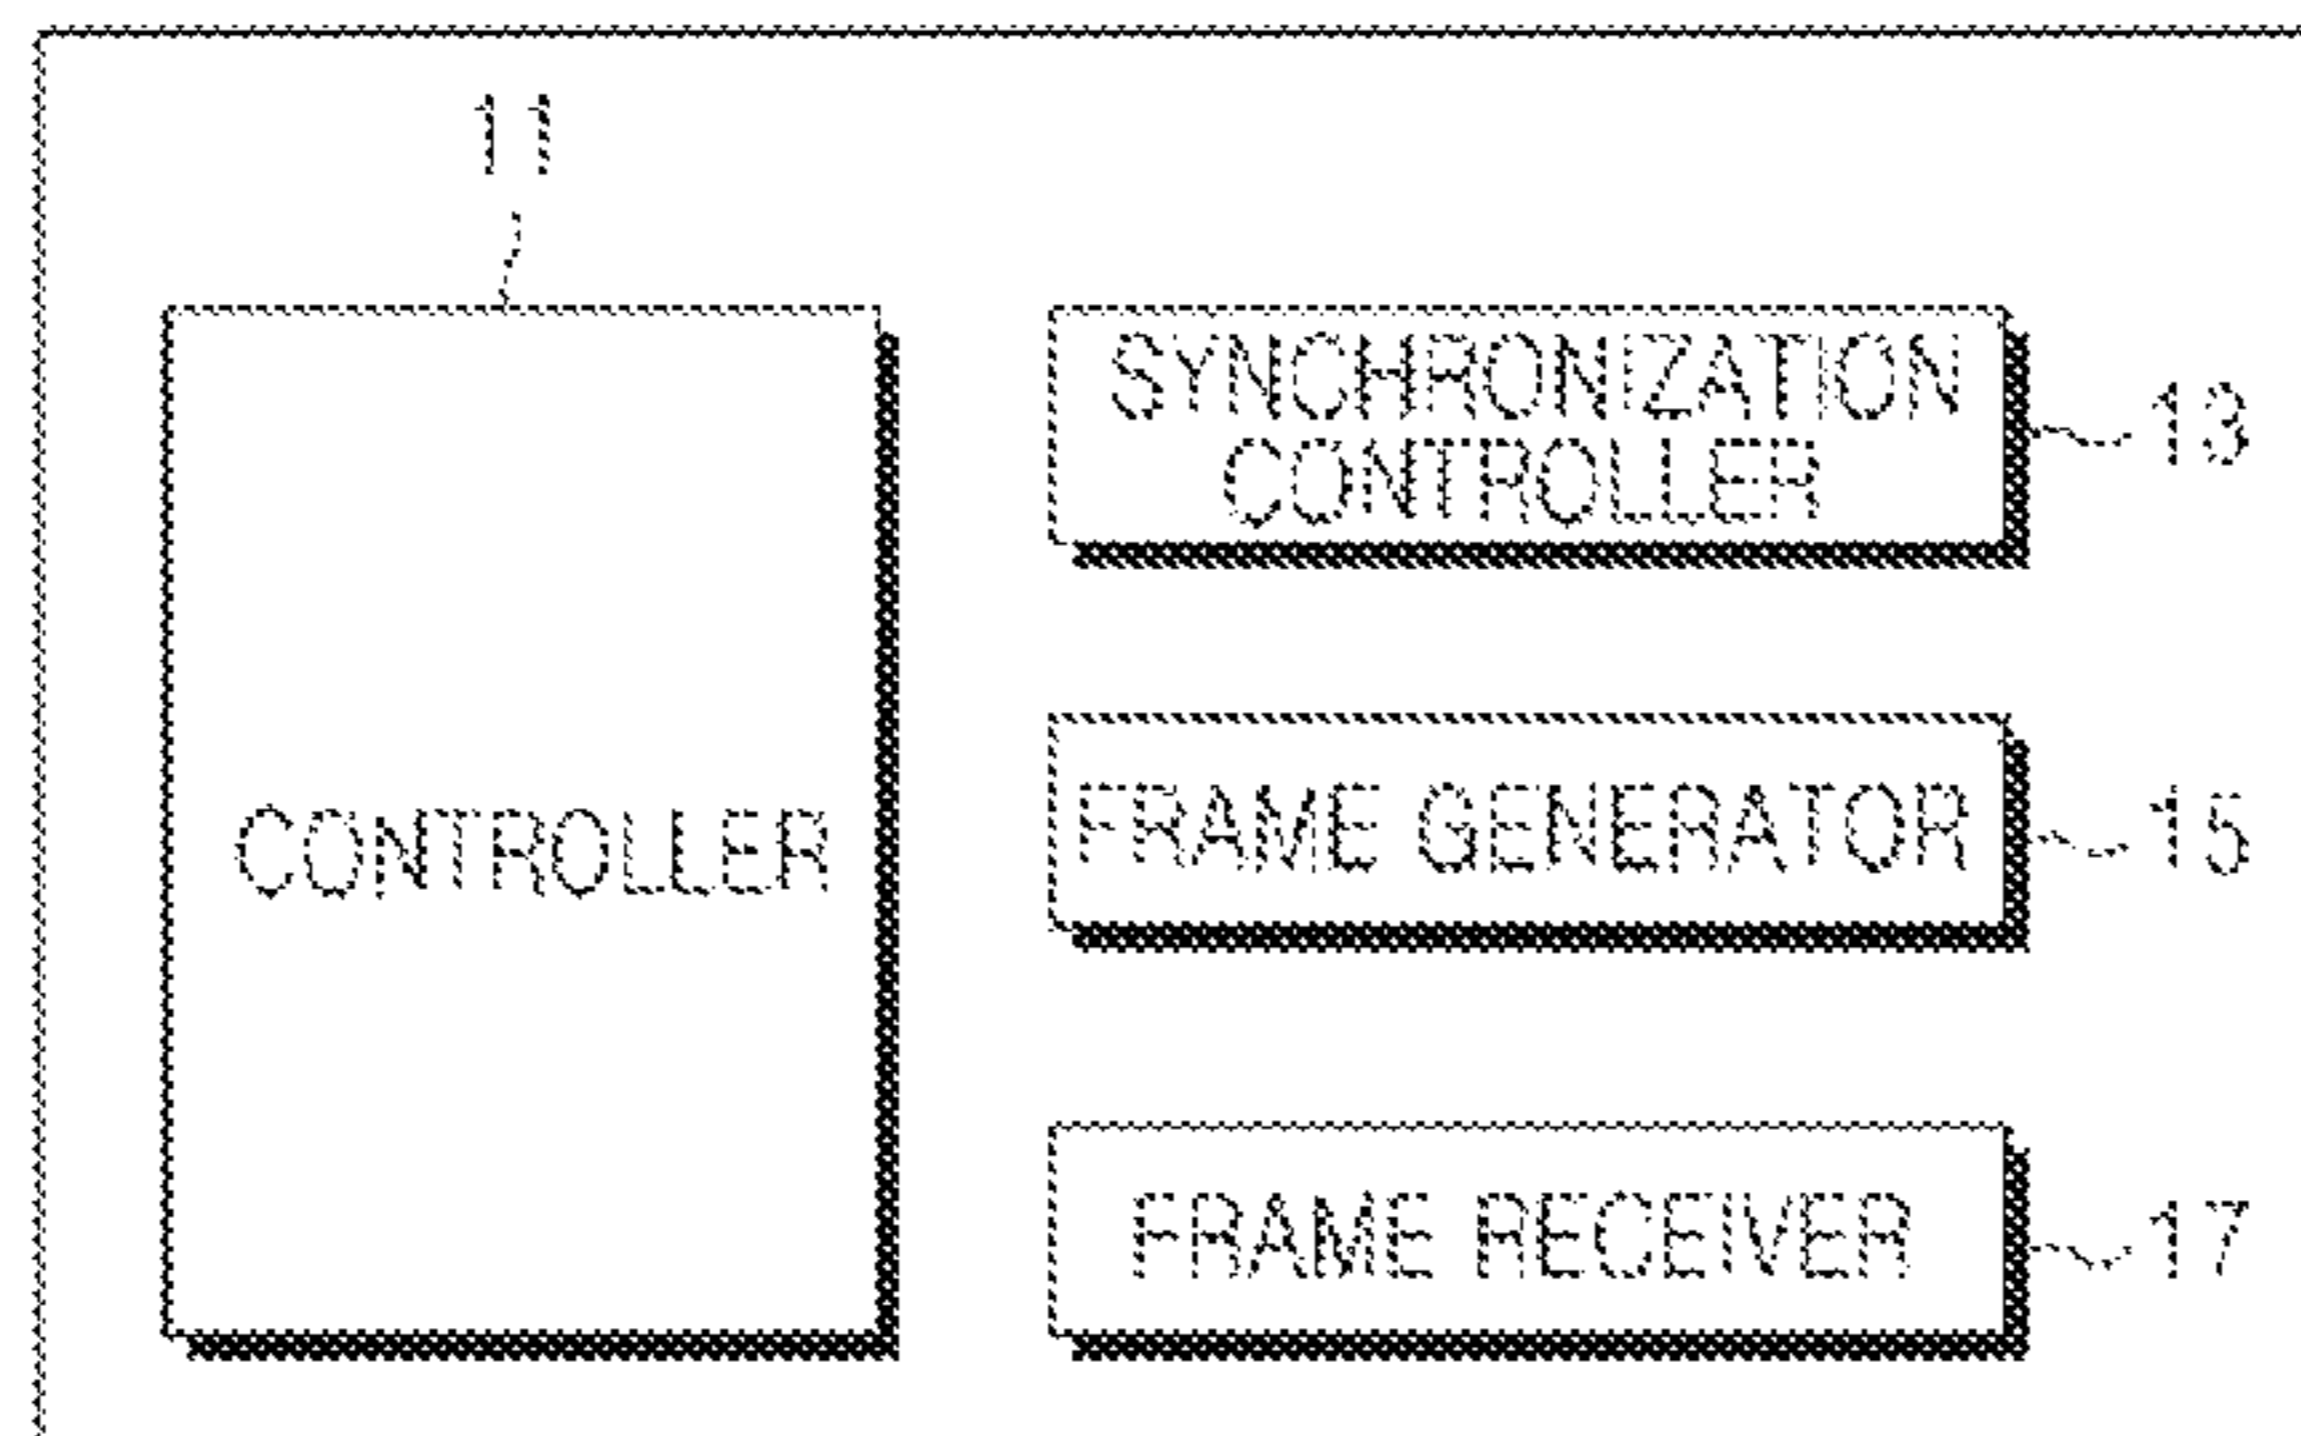 11
CONTROLLER
SYNCHRONIZATION
CONTROLLER
13
FRAME GENERATOR
15
FRAME RECEIVER
17